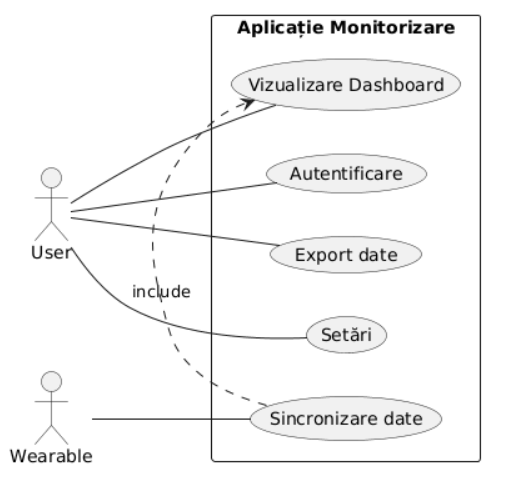 Aplicație Monitorizare
Vizualizare Dashboard
Autentificare
User
Export date
include
Setări
Sincronizare date
Wearable